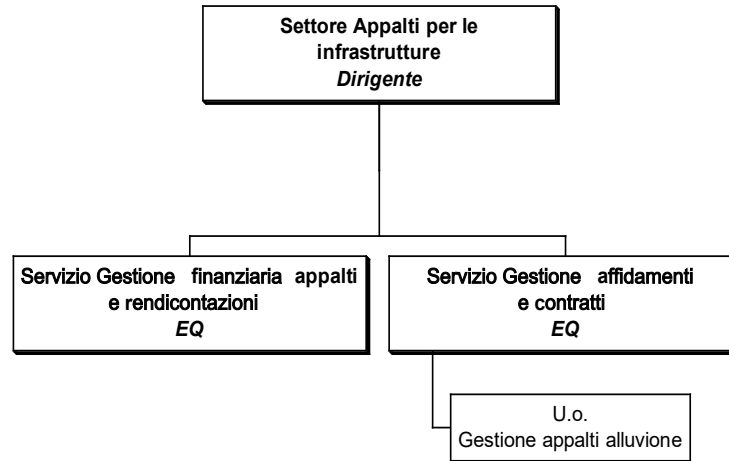 Settore Appalti per le
infrastrutture
Dirigente
Servizio Gestione finanziaria appalti
e rendicontazioni
EQ
Servizio Gestione affidamenti
e contratti
EQ
U.o.
Gestione appalti alluvione